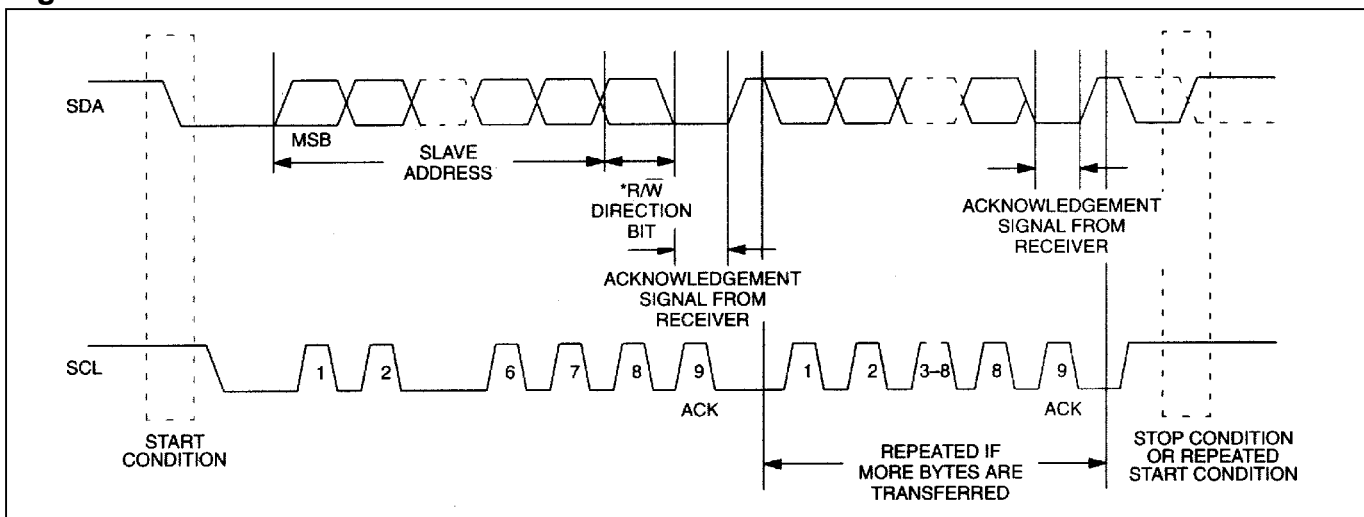 SDA
MSB
SLAVE
ADDRESS
*R/W̅
DIRECTION
BIT
ACKNOWLEDGEMENT
SIGNAL FROM
RECEIVER
ACKNOWLEDGEMENT
SIGNAL FROM
RECEIVER
SCL
1
2
6
7
8
9
1
2
3–8
8
9
ACK
ACK
START
CONDITION
REPEATED IF
MORE BYTES ARE
TRANSFERRED
STOP CONDITION
OR REPEATED
START CONDITION